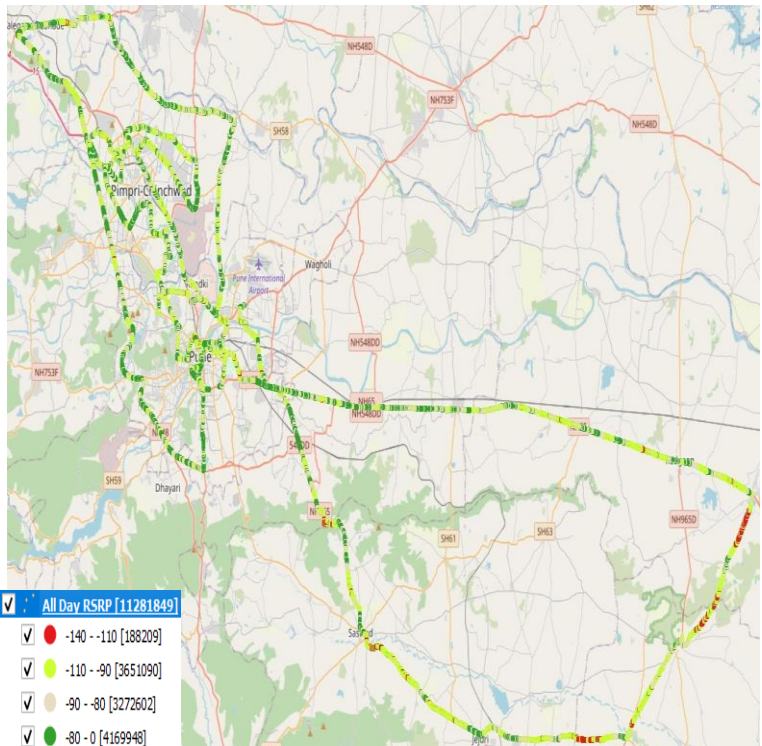 SH62
NH548D
NH753F
NH548D
SH58
Pimpri-Chinchwad
Wagholi
Pune International
Airport
NH548DD
Pune
NH753F
NH65
NH548DD
SH59
Dhayari
SH61
SH63
NH965D
Saswad
Jejuri
All Day RSRP [11281849]
-140 - -110 [188209]
-110 - -90 [3651090]
-90 - -80 [3272602]
-80 - 0 [4169948]